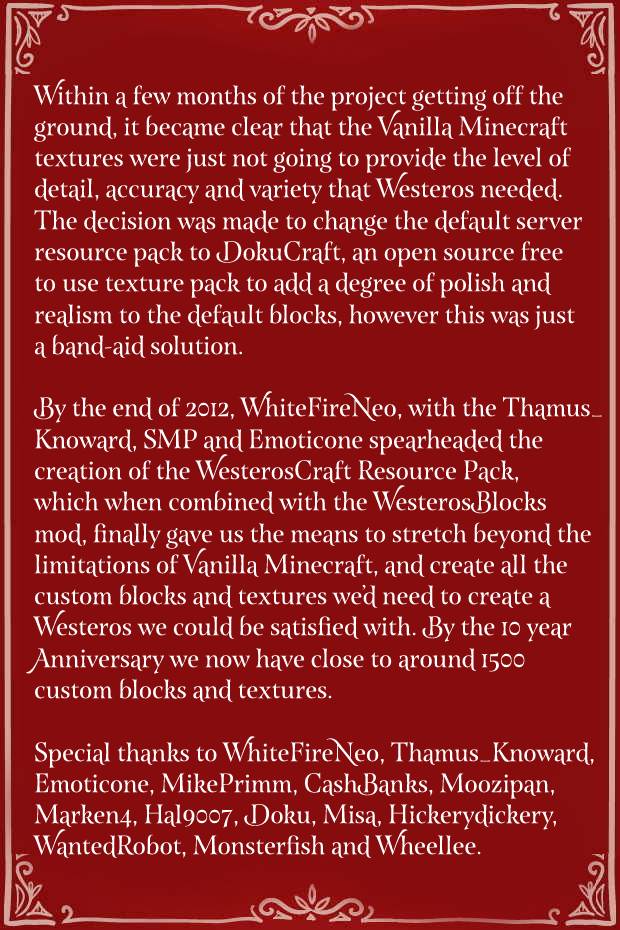 Within a few months of the project getting off the
ground, it became clear that the Vanilla Minecraft
textures were just not going to provide the level of
detail, accuracy and variety that Westeros needed.
The decision was made to change the default server
resource pack to DokuCraft, an open source free
to use texture pack to add a degree of polish and
realism to the default blocks, however this was just
a band-aid solution.
By the end of 2012, WhiteFireNeo, with the Thamus_
Knoward, SMP and Emoticone spearheaded the
creation of the WesterosCraft Resource Pack,
which when combined with the WesterosBlocks
mod, finally gave us the means to stretch beyond the
limitations of Vanilla Minecraft, and create all the
custom blocks and textures we'd need to create a
Westeros we could be satisfied with. By the 10 year
Anniversary we now have close to around 1500
custom blocks and textures.
Special thanks to WhiteFireNeo, Thamus_Knoward,
Emoticone, MikePrimm, CashBanks, Moozipan,
Marken4, Hal9007, Doku, Misa, Hickerydickery,
WantedRobot, Monsterfish and Wheellee.